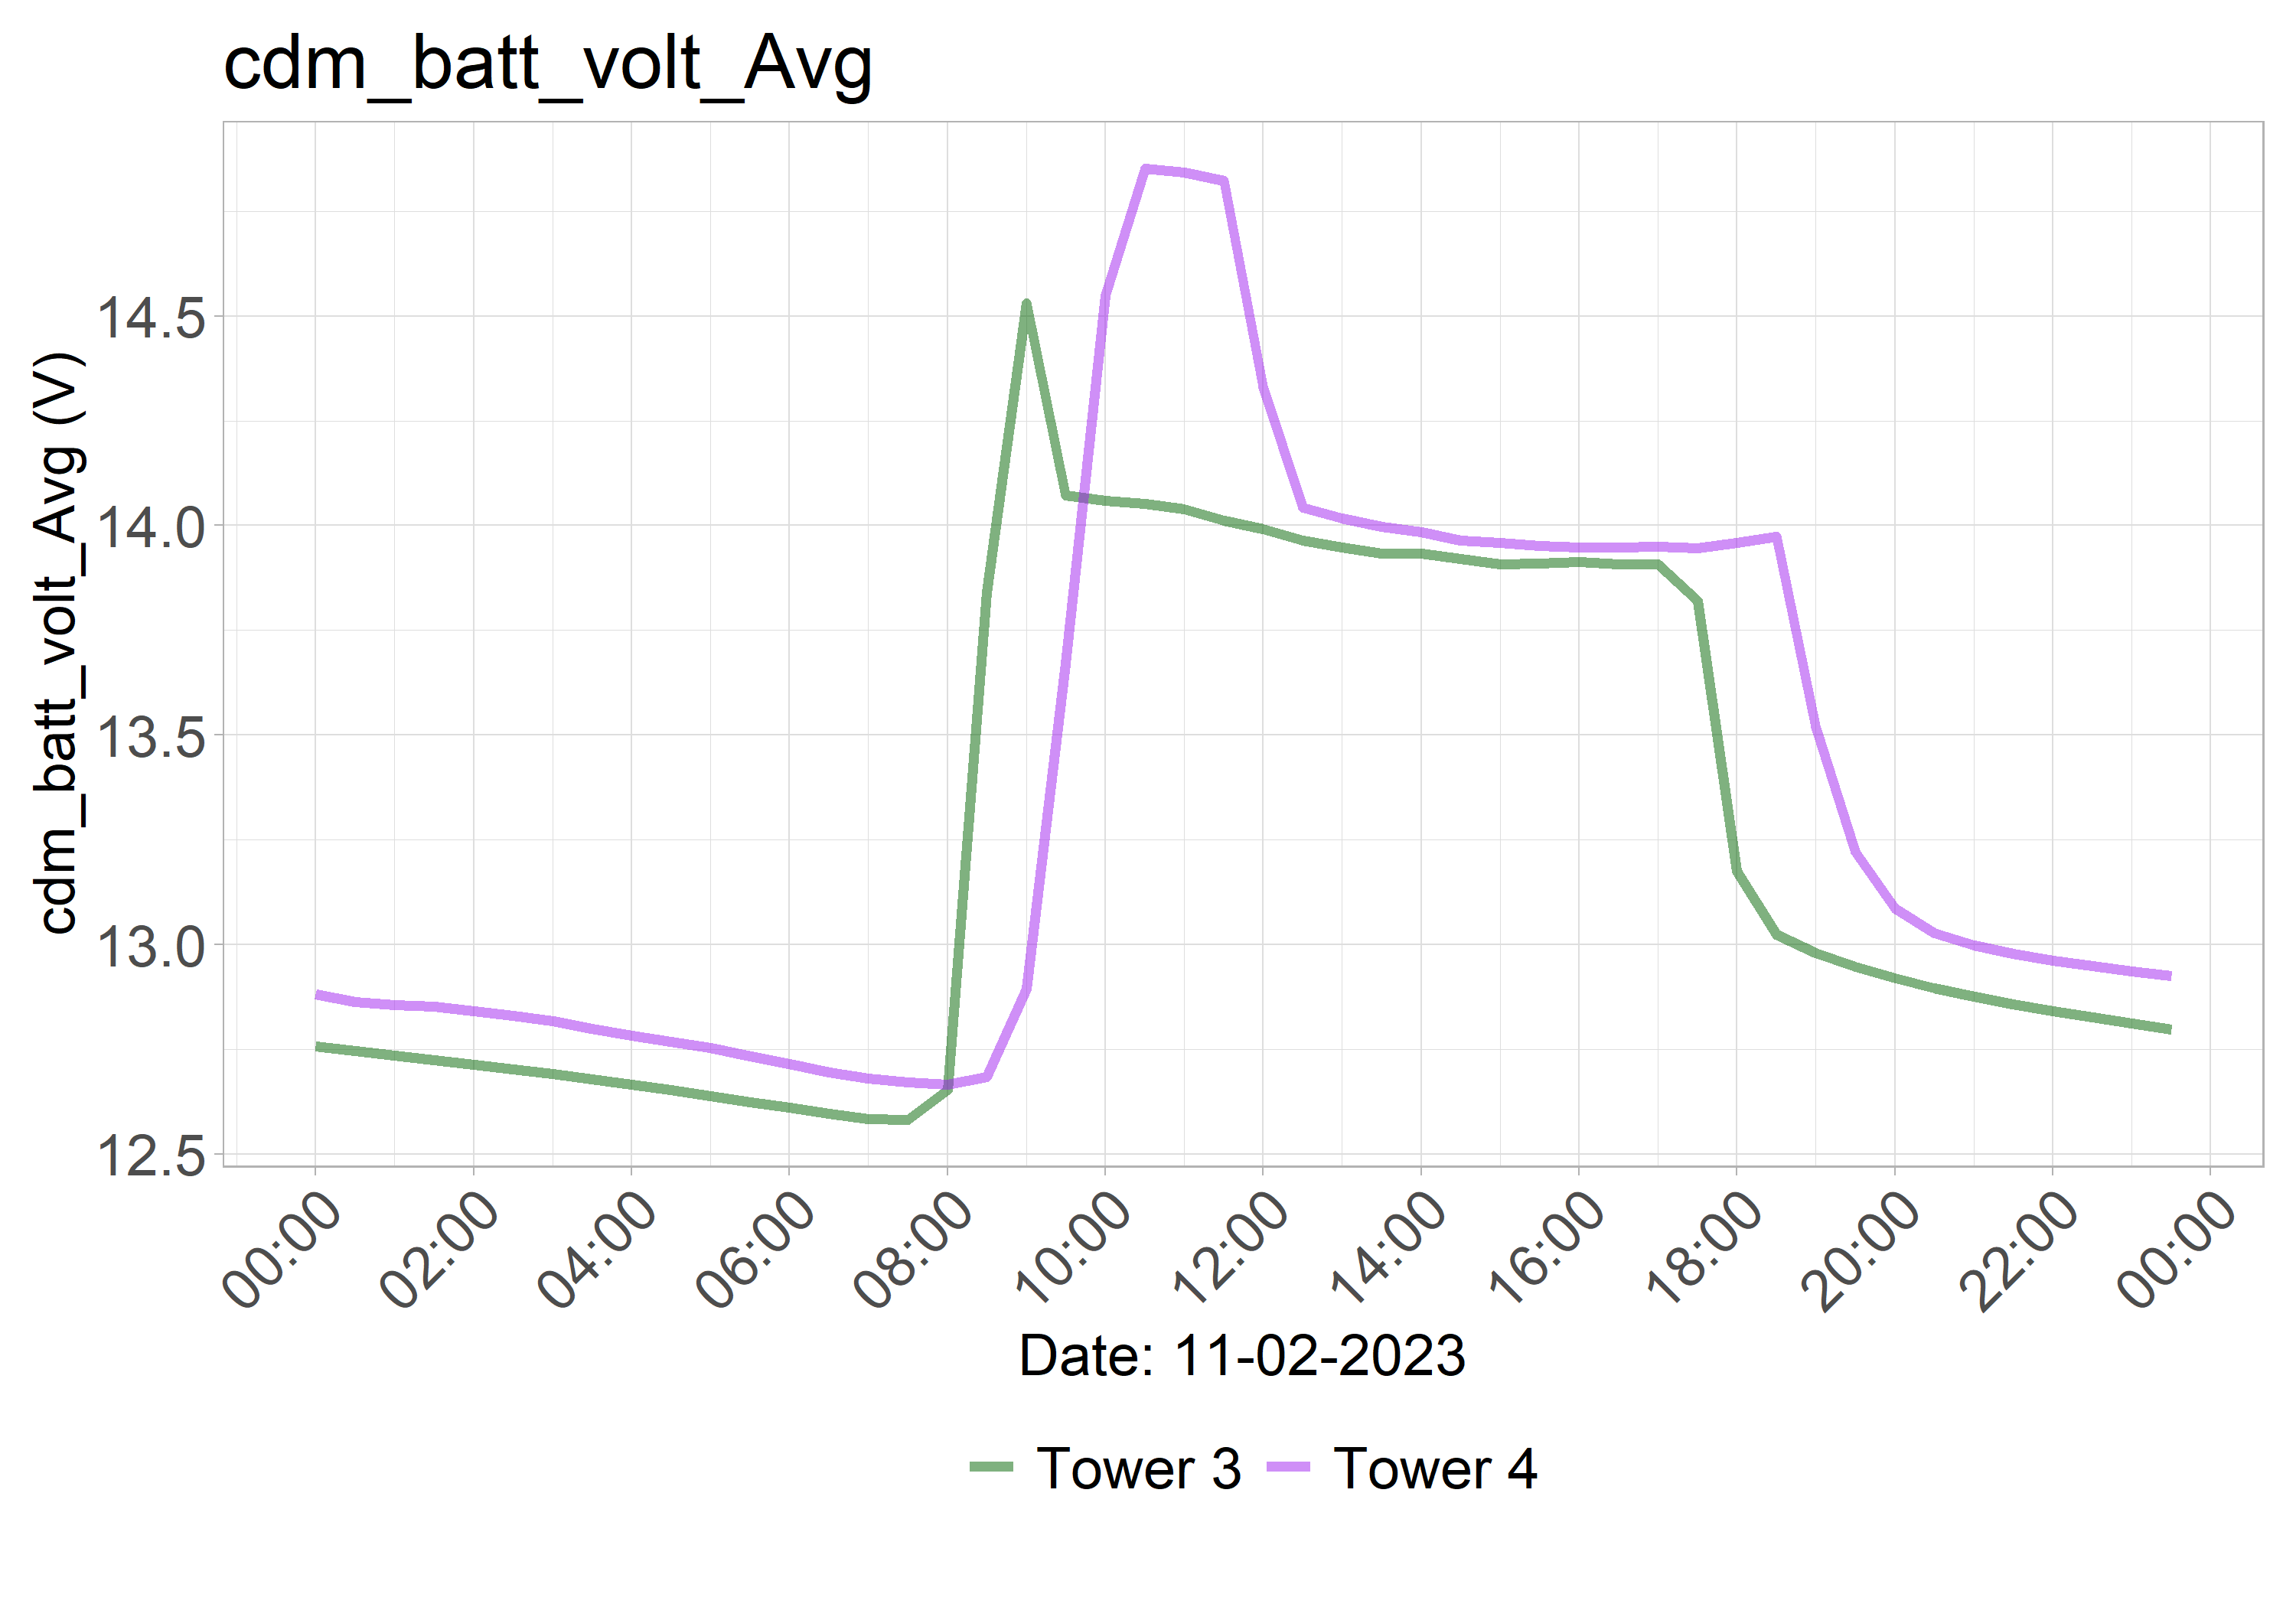 cdm_batt_volt_Avg
cdm_batt_volt_Avg (V)
14.5
14.0
13.5
13.0
12.5
00:00 02:00 04:00 06:00 08:00 10:00 12:00 14:00 16:00 18:00 20:00 22:00 00:00
Date: 11-02-2023
Tower 3 Tower 4